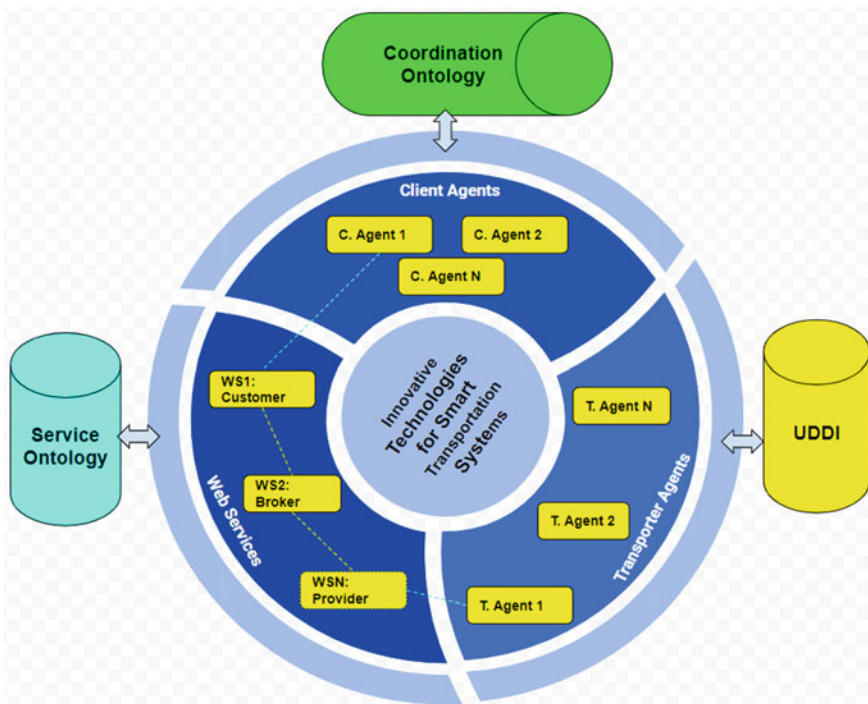 Coordination
Ontology
Client Agents
C. Agent 1
C. Agent 2
C. Agent N
WS1:
Customer
Innovative
Technologies
for Smart
Transportation
Systems
T. Agent N
Service
Ontology
UDDI
WS2:
Broker
Web Services
T. Agent 2
Transporter Agents
WSN:
Provider
T. Agent 1